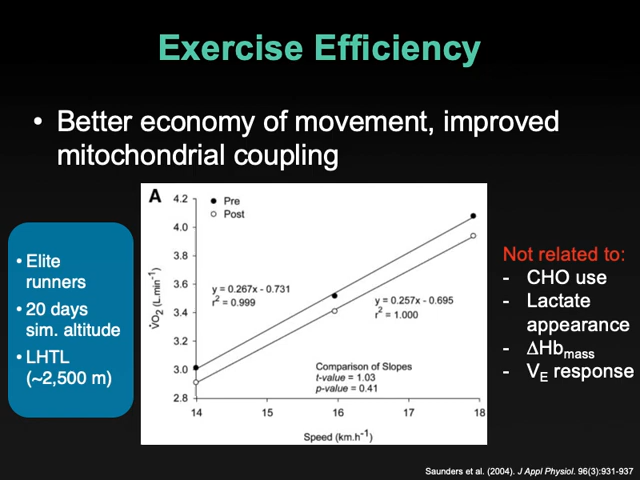 Exercise Efficiency
• Better economy of movement, improved
mitochondrial coupling
• Elite
runners
• 20 days
sim. altitude
• LHTL
(~2,500 m)
A
Pre
Post
4.2
4.0
3.8
3.6
3.4
3.2
3.0
2.8
V̇O2 (L.min-1)
y = 0.267x - 0.731
r2 = 0.999
y = 0.257x - 0.695
r2 = 1.000
Comparison of Slopes
t-value = 1.03
p-value = 0.41
14 15 16 17 18
Speed (km.h-1)
Not related to:
- CHO use
- Lactate
appearance
- ΔHbmass
- VE response
Saunders et al. (2004). J Appl Physiol. 96(3):931-937